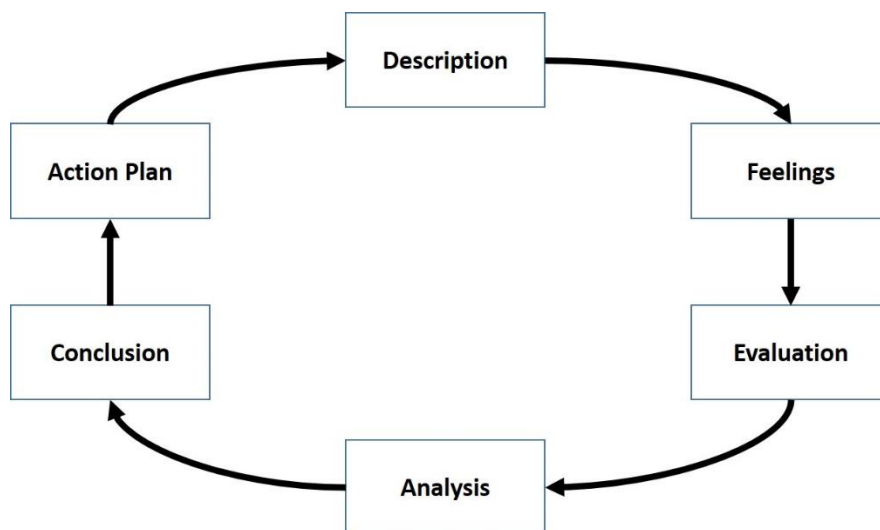 Description
Feelings
Evaluation
Analysis
Conclusion
Action Plan